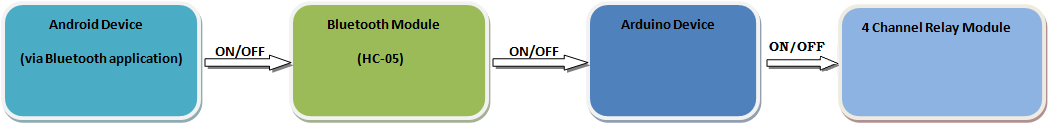 Android Device
(via Bluetooth application)
ON/OFF
Bluetooth Module
(HC-05)
ON/OFF
Arduino Device
ON/OFF
4 Channel Relay Module